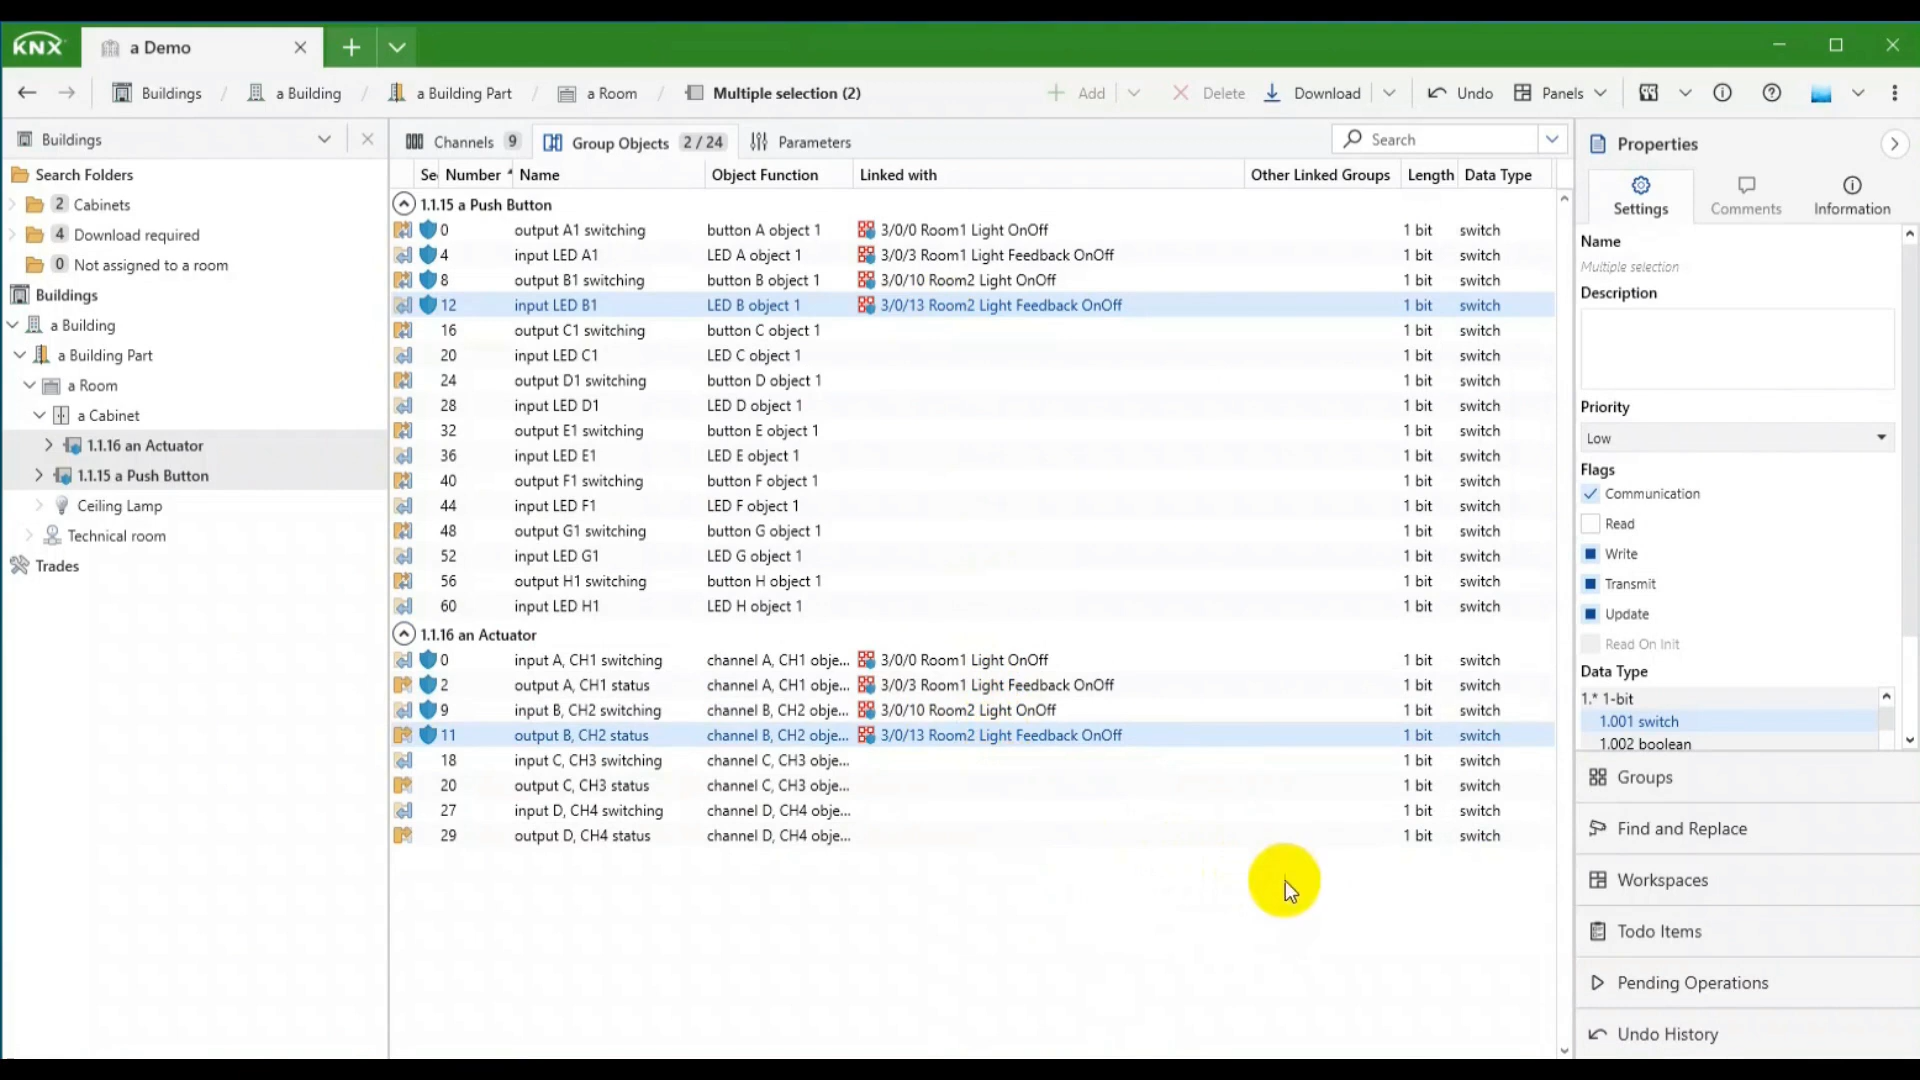 KNX a Demo
Buildings / a Building / a Building Part / a Room / Multiple selection (2) Add Delete Download Undo Panels
Buildings
Search Folders
2 Cabinets
4 Download required
0 Not assigned to a room
Buildings
a Building
a Building Part
a Room
a Cabinet
1.1.16 an Actuator
1.1.15 a Push Button
Ceiling Lamp
Technical room
Trades
Channels 9 Group Objects 2 / 24 Parameters Search
Se Number Name Object Function Linked with Other Linked Groups Length Data Type
1.1.15 a Push Button
0 output A1 switching button A object 1 3/0/0 Room1 Light OnOff 1 bit switch
4 input LED A1 LED A object 1 3/0/3 Room1 Light Feedback OnOff 1 bit switch
8 output B1 switching button B object 1 3/0/10 Room2 Light OnOff 1 bit switch
12 input LED B1 LED B object 1 3/0/13 Room2 Light Feedback OnOff 1 bit switch
16 output C1 switching button C object 1 1 bit switch
20 input LED C1 LED C object 1 1 bit switch
24 output D1 switching button D object 1 1 bit switch
28 input LED D1 LED D object 1 1 bit switch
32 output E1 switching button E object 1 1 bit switch
36 input LED E1 LED E object 1 1 bit switch
40 output F1 switching button F object 1 1 bit switch
44 input LED F1 LED F object 1 1 bit switch
48 output G1 switching button G object 1 1 bit switch
52 input LED G1 LED G object 1 1 bit switch
56 output H1 switching button H object 1 1 bit switch
60 input LED H1 LED H object 1 1 bit switch
1.1.16 an Actuator
0 input A, CH1 switching channel A, CH1 obje... 3/0/0 Room1 Light OnOff 1 bit switch
2 output A, CH1 status channel A, CH1 obje... 3/0/3 Room1 Light Feedback OnOff 1 bit switch
9 input B, CH2 switching channel B, CH2 obje... 3/0/10 Room2 Light OnOff 1 bit switch
11 output B, CH2 status channel B, CH2 obje... 3/0/13 Room2 Light Feedback OnOff 1 bit switch
18 input C, CH3 switching channel C, CH3 obje... 1 bit switch
20 output C, CH3 status channel C, CH3 obje... 1 bit switch
27 input D, CH4 switching channel D, CH4 obje... 1 bit switch
29 output D, CH4 status channel D, CH4 obje... 1 bit switch
Properties
Settings Comments Information
Name
Multiple selection
Description
Priority
Low
Flags
Communication
Read
Write
Transmit
Update
Read On Init
Data Type
1.* 1-bit
1.001 switch
1.002 boolean
Groups
Find and Replace
Workspaces
Todo Items
Pending Operations
Undo History